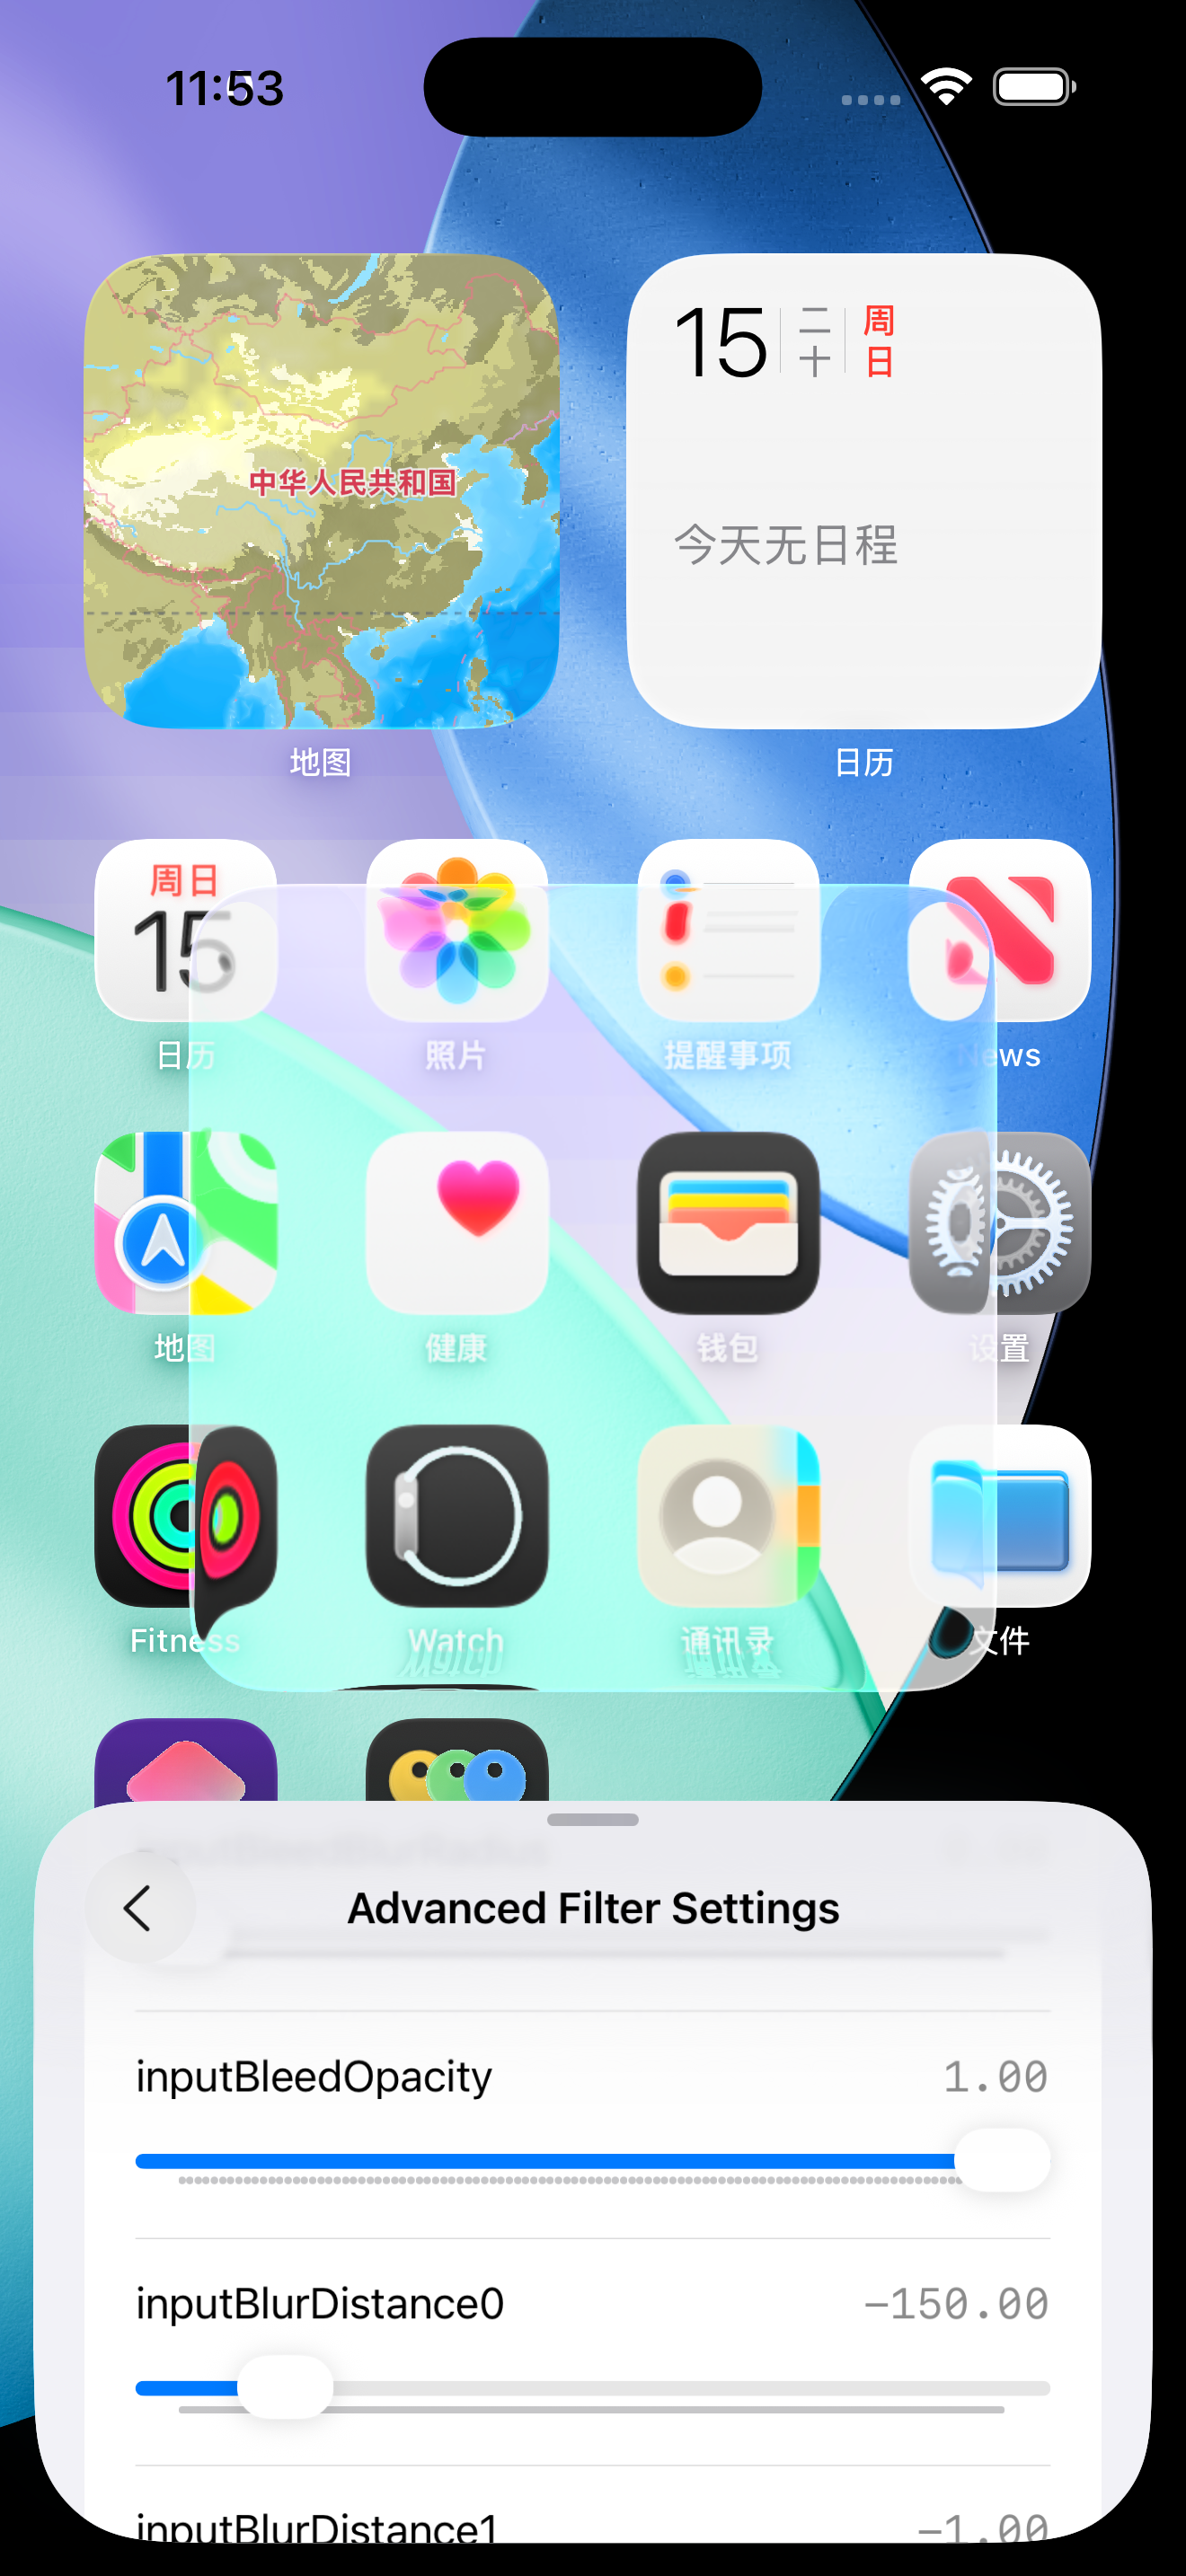 11:53
15
二十
周日
中华人民共和国
今天无日程
地图
日历
周日
15
日历
照片
提醒事项
News
地图
健康
钱包
设置
Fitness
Watch
通讯录
文件
inputBleedBlurRadius
Advanced Filter Settings
inputBleedOpacity
1.00
inputBlurDistance0
−150.00
inputBlurDistance1
−1.00